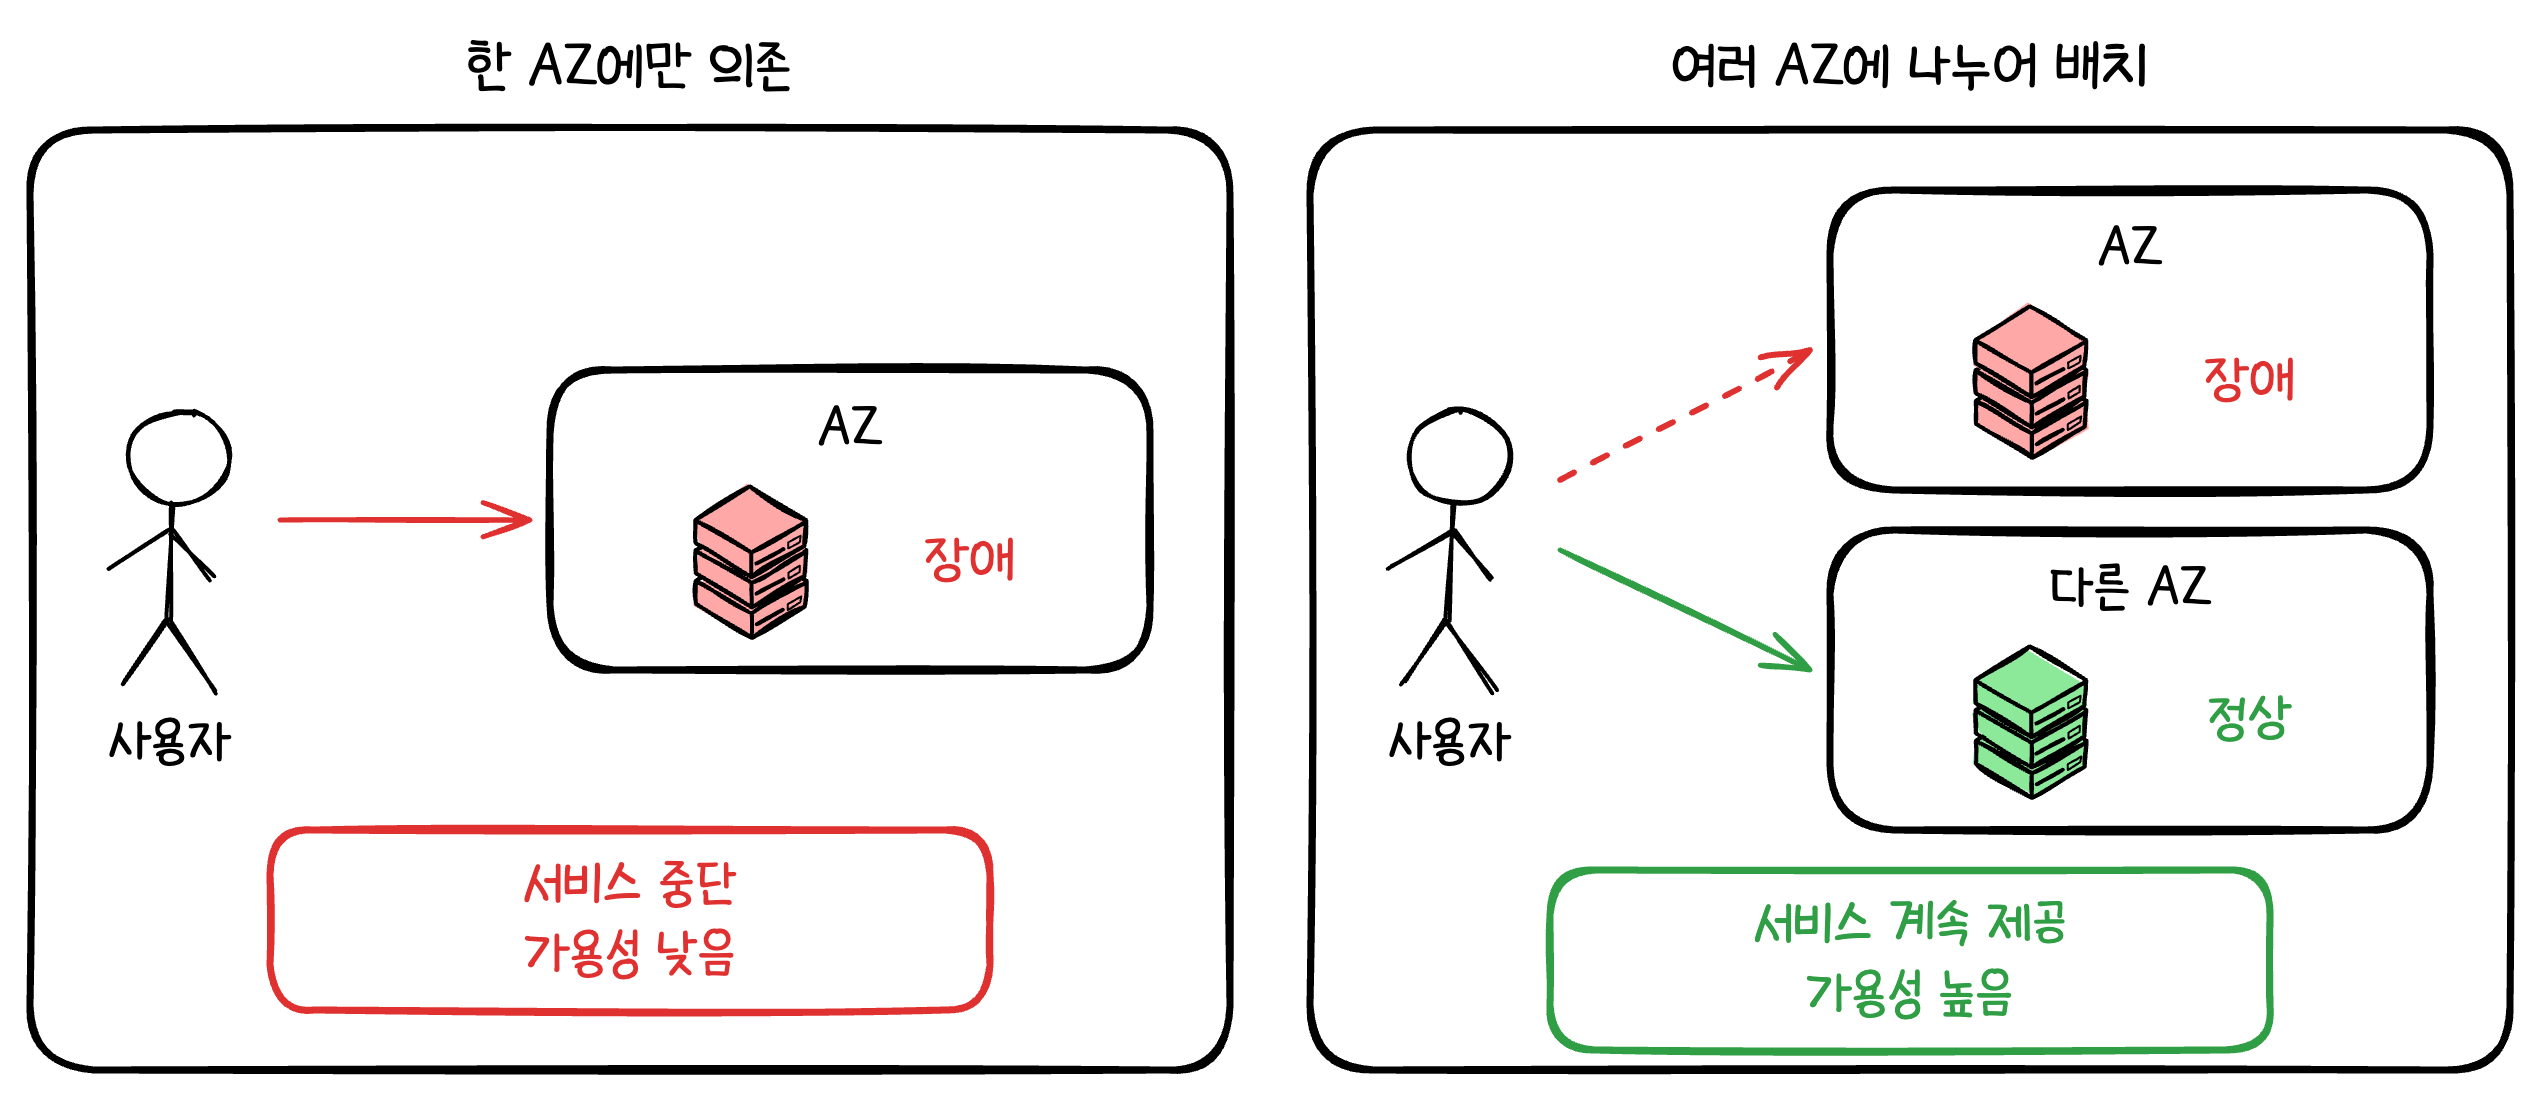 한 AZ에만 의존
AZ
장애
사용자
서비스 중단
가용성 낮음
여러 AZ에 나누어 배치
AZ
장애
다른 AZ
정상
사용자
서비스 계속 제공
가용성 높음